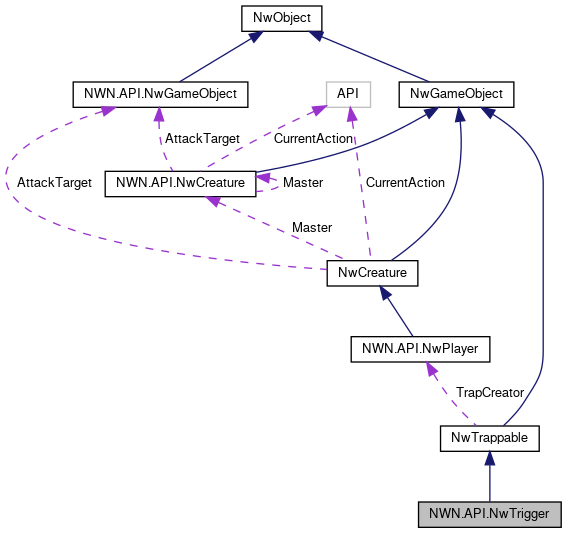 NwObject
NWN.API.NwGameObject
API
NwGameObject
AttackTarget
CurrentAction
AttackTarget
NWN.API.NwCreature
Master
CurrentAction
Master
NwCreature
NWN.API.NwPlayer
TrapCreator
NwTrappable
NWN.API.NwTrigger